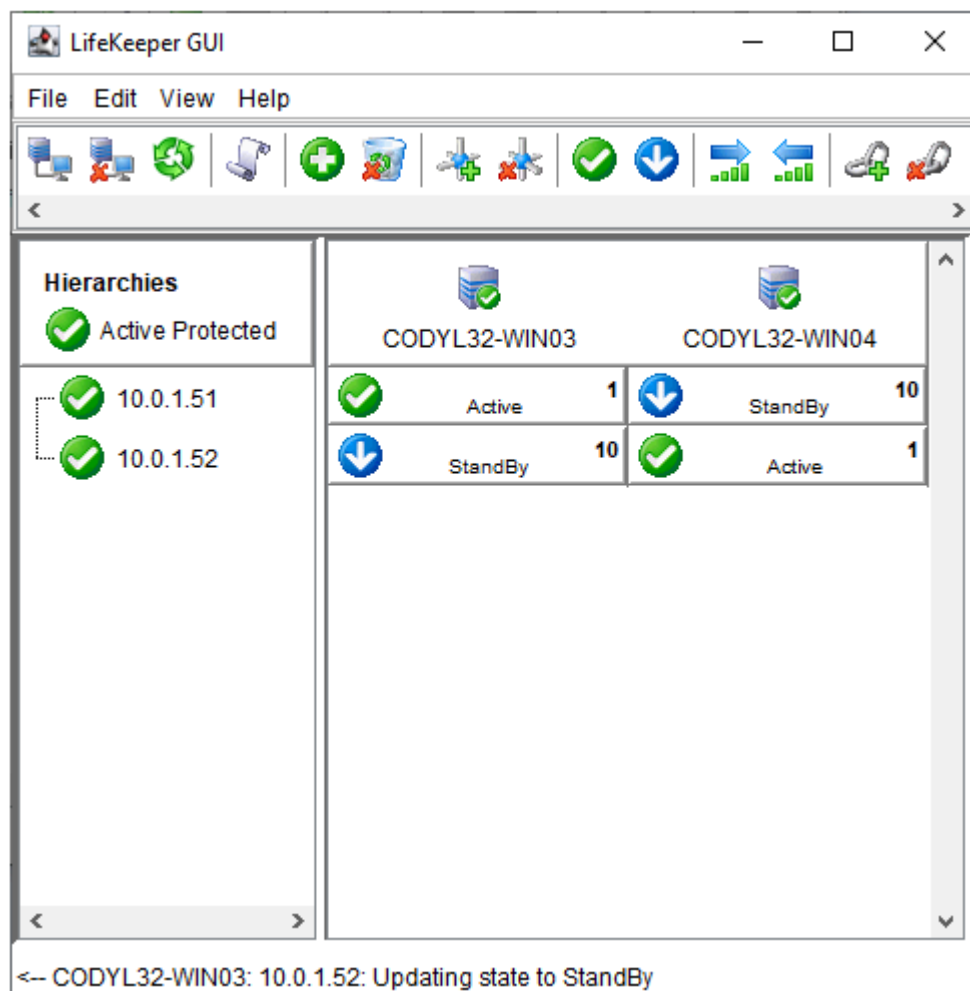 LifeKeeper GUI
File Edit View Help
Hierarchies
Active Protected
CODYL32-WIN03 CODYL32-WIN04
10.0.1.51 Active 1 StandBy 10
10.0.1.52 StandBy 10 Active 1
<-- CODYL32-WIN03: 10.0.1.52: Updating state to StandBy